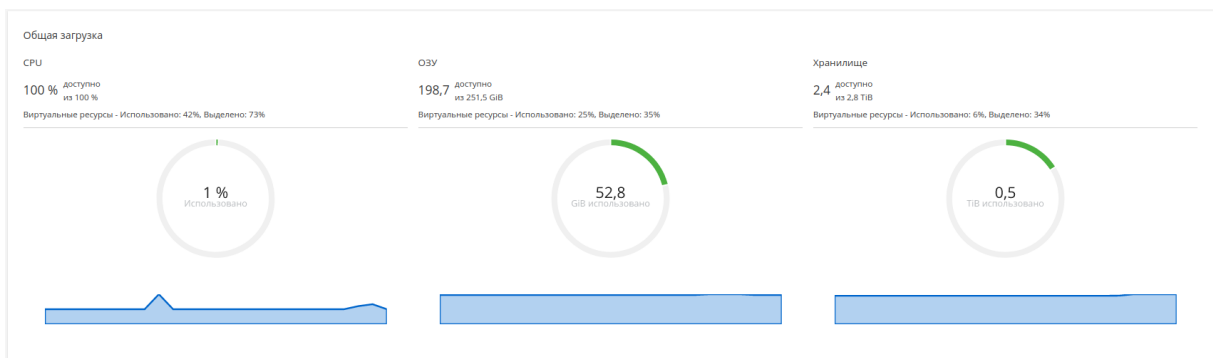 Общая загрузка
CPU
100 % доступно
из 100 %
Виртуальные ресурсы - Использовано: 42%, Выделено: 73%
1 %
Использовано
ОЗУ
198,7 доступно
из 251,5 GiB
Виртуальные ресурсы - Использовано: 25%, Выделено: 35%
52,8
GiB использовано
Хранилище
2,4 доступно
из 2,8 TiB
Виртуальные ресурсы - Использовано: 6%, Выделено: 34%
0,5
TiB использовано